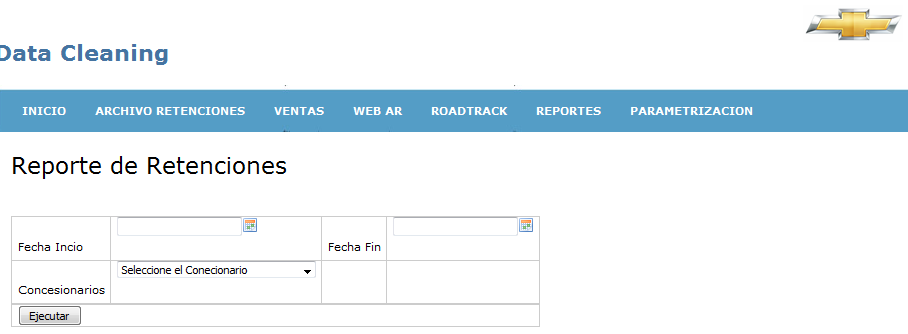 Data Cleaning
INICIO ARCHIVO RETENCIONES VENTAS WEB AR ROADTRACK REPORTES PARAMETRIZACION
Reporte de Retenciones
Fecha Incio Fecha Fin
Seleccione el Conecionario
Concesionarios
Ejecutar